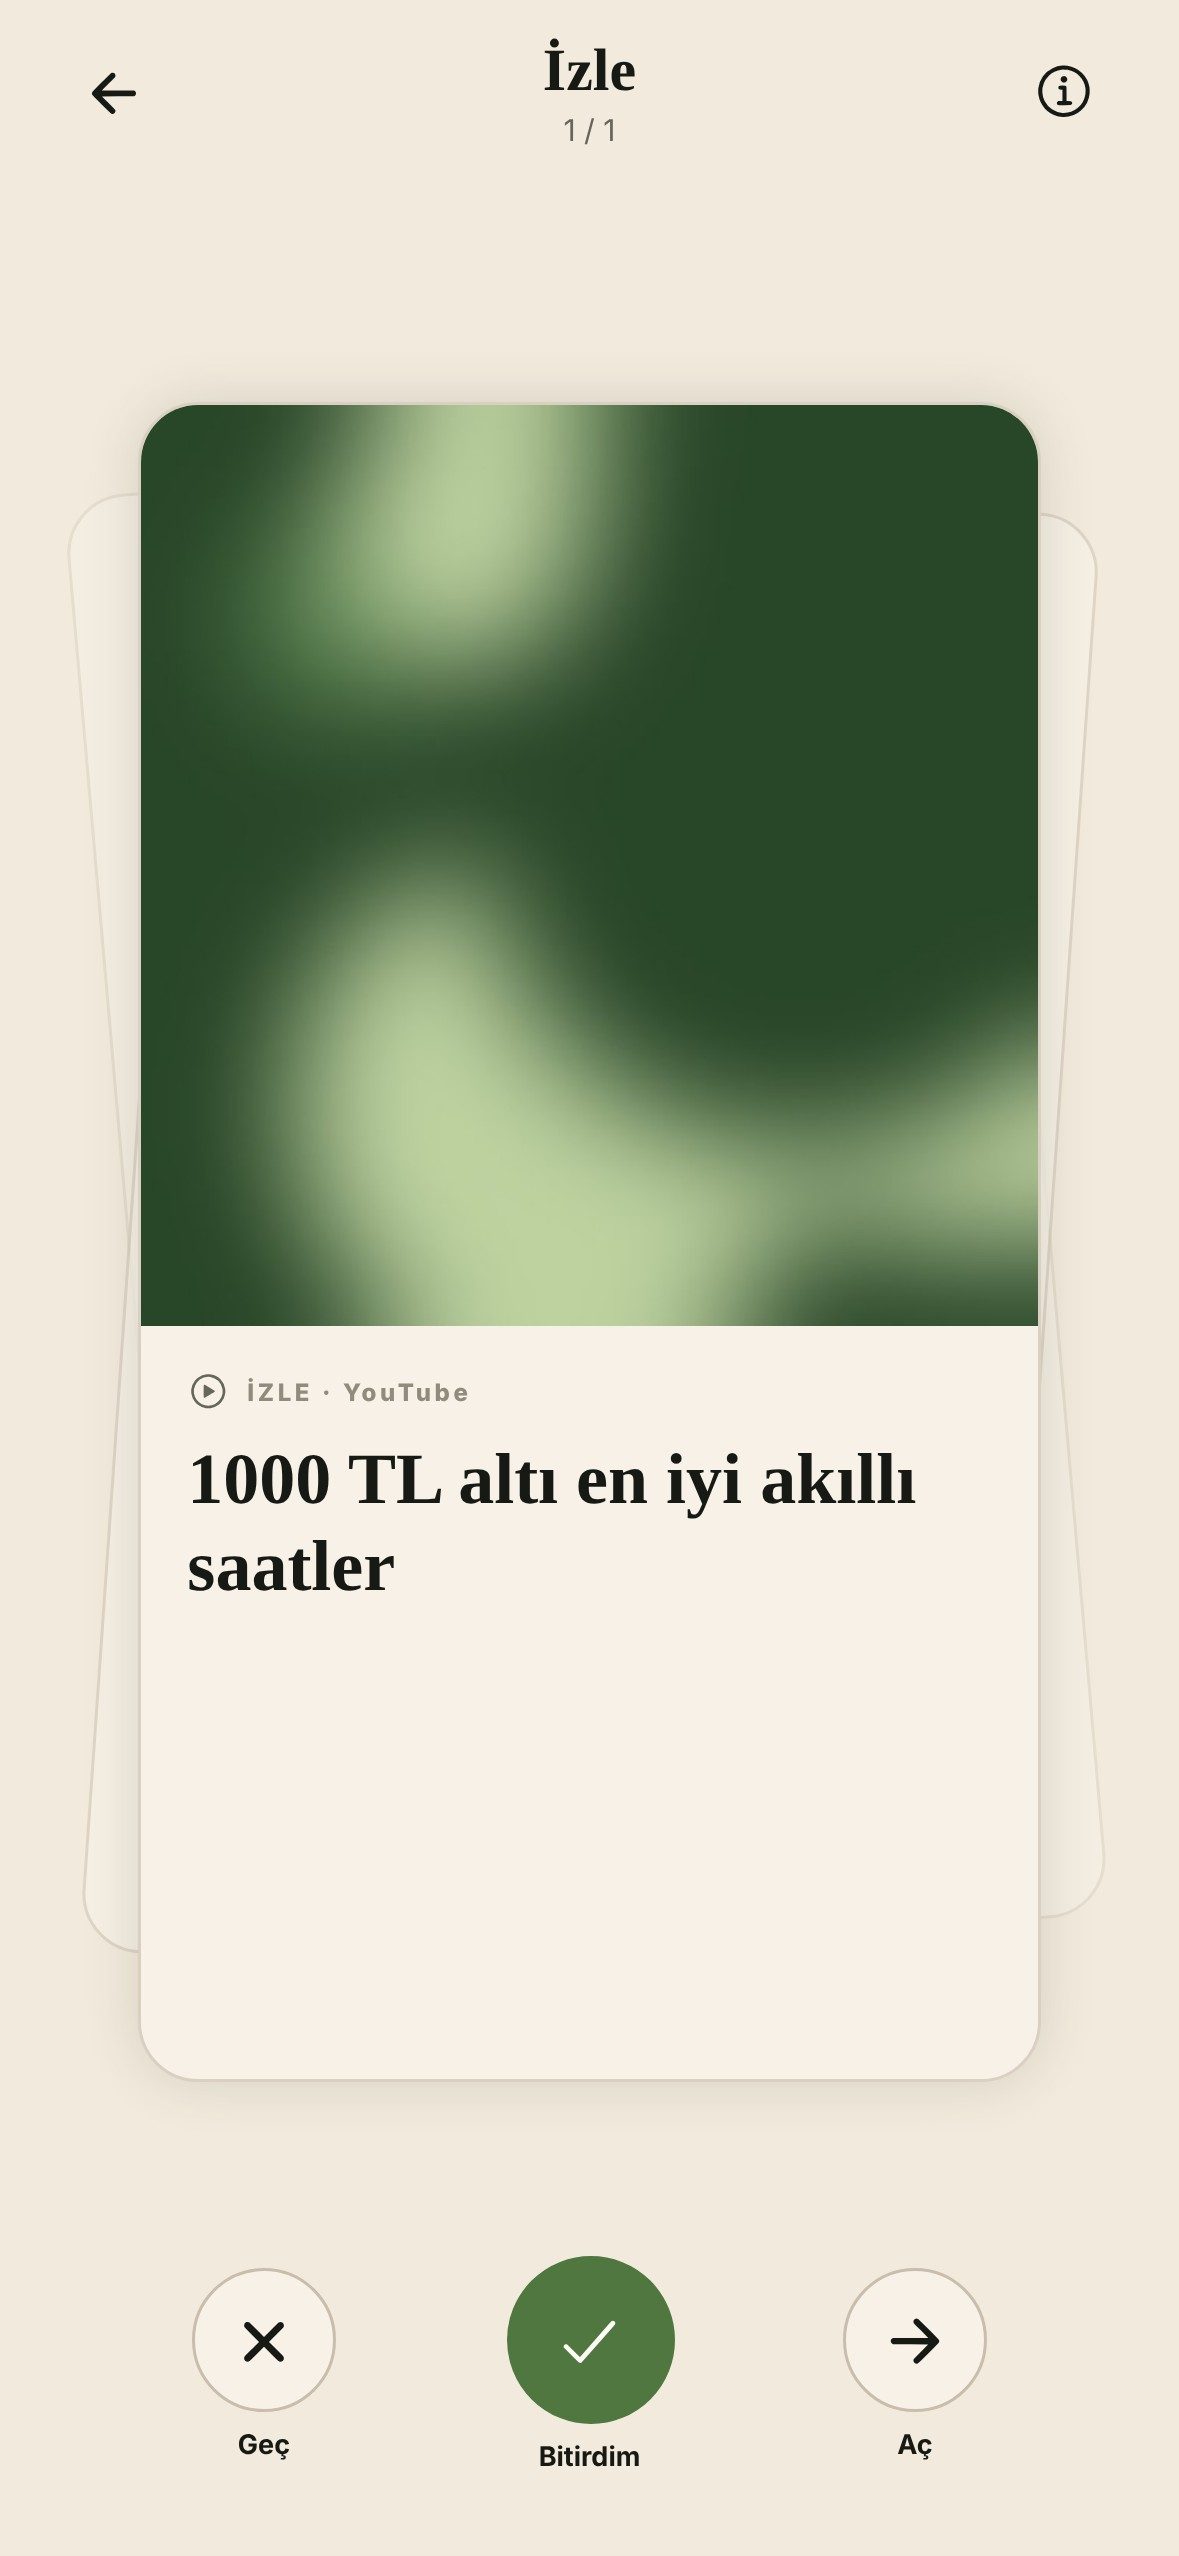 İzle
1 / 1
İZLE · YouTube
1000 TL altı en iyi akıllı
saatler
Geç
Bitirdim
Aç